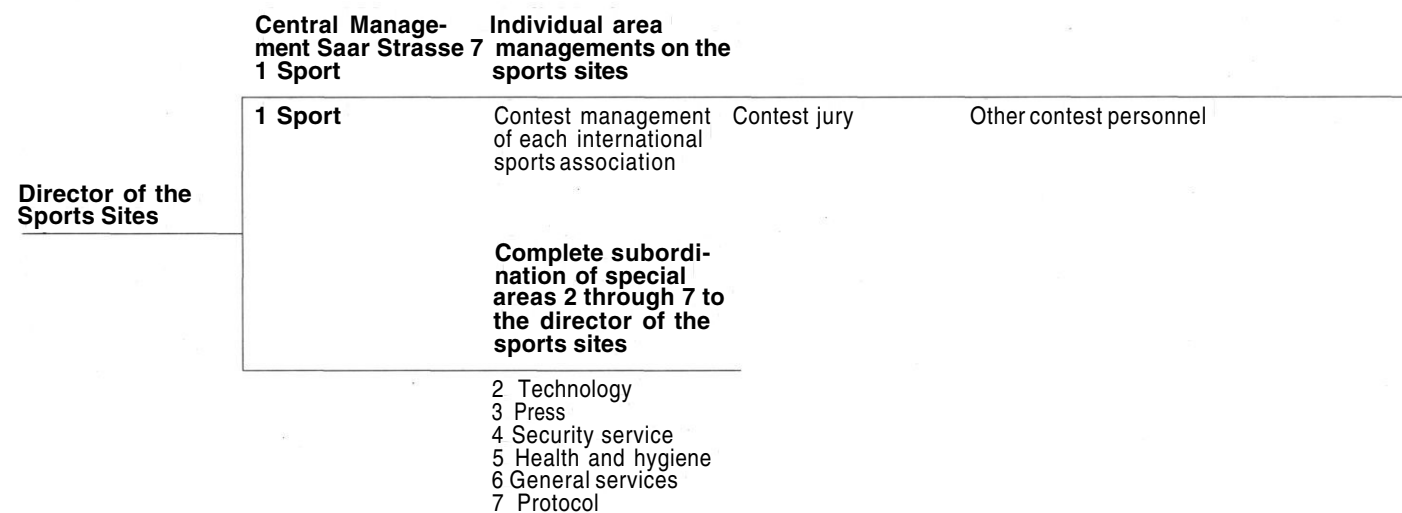 Central Manage-
ment Saar Strasse 7
1 Sport
Individual area
managements on the
sports sites
1 Sport
Contest management
of each international
sports association
Contest jury
Other contest personnel
Director of the
Sports Sites
Complete subordi-
nation of special
areas 2 through 7 to
the director of the
sports sites
2 Technology
3 Press
4 Security service
5 Health and hygiene
6 General services
7 Protocol